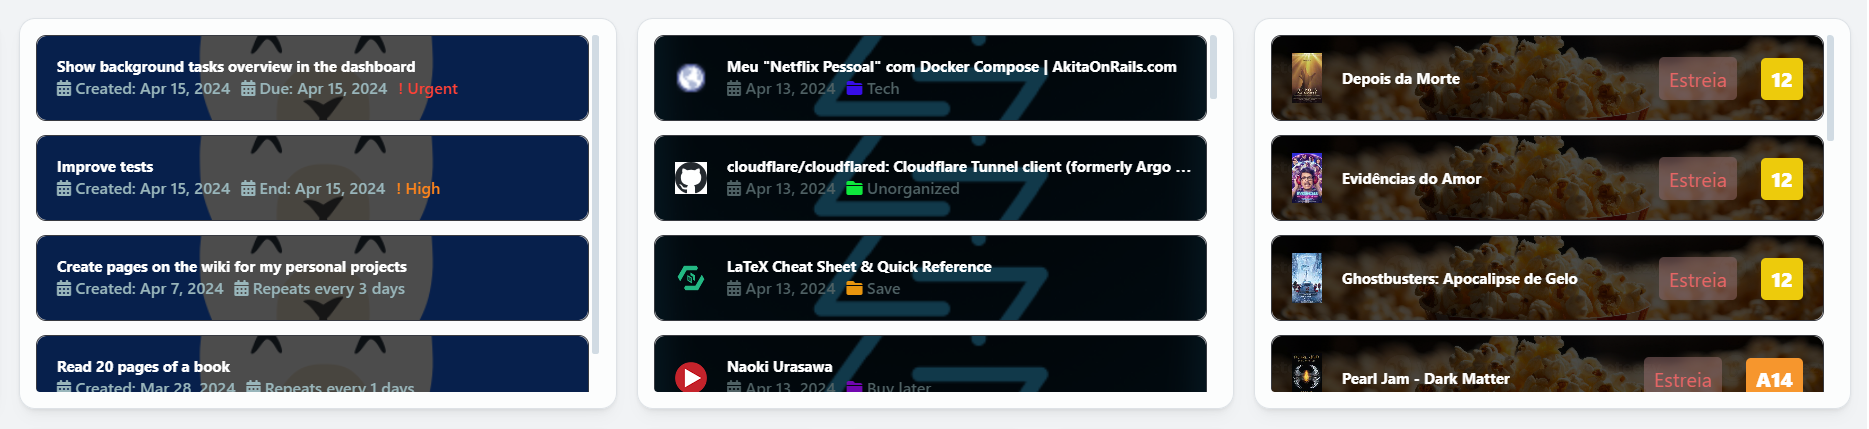 Show background tasks overview in the dashboard
Created: Apr 15, 2024 Due: Apr 15, 2024 ! Urgent
Improve tests
Created: Apr 15, 2024 End: Apr 15, 2024 ! High
Create pages on the wiki for my personal projects
Created: Apr 7, 2024 Repeats every 3 days
Read 20 pages of a book
Created: Mar 28, 2024 Repeats every 1 days
Meu "Netflix Pessoal" com Docker Compose | AkitaOnRails.com
Apr 13, 2024 Tech
cloudflare/cloudflared: Cloudflare Tunnel client (formerly Argo ...
Apr 13, 2024 Unorganized
LaTeX Cheat Sheet & Quick Reference
Apr 13, 2024 Save
Naoki Urasawa
Apr 13, 2024 Buy later
Depois da Morte Estreia 12
Evidências do Amor Estreia 12
Ghostbusters: Apocalipse de Gelo Estreia 12
Pearl Jam - Dark Matter Estreia A14